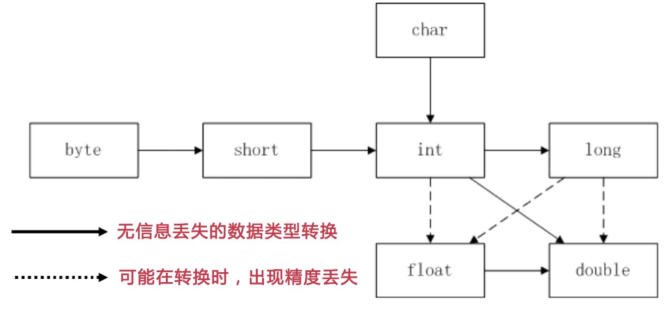 char
byte
short
int
long
无信息丢失的数据类型转换
可能在转换时，出现精度丢失
float
double